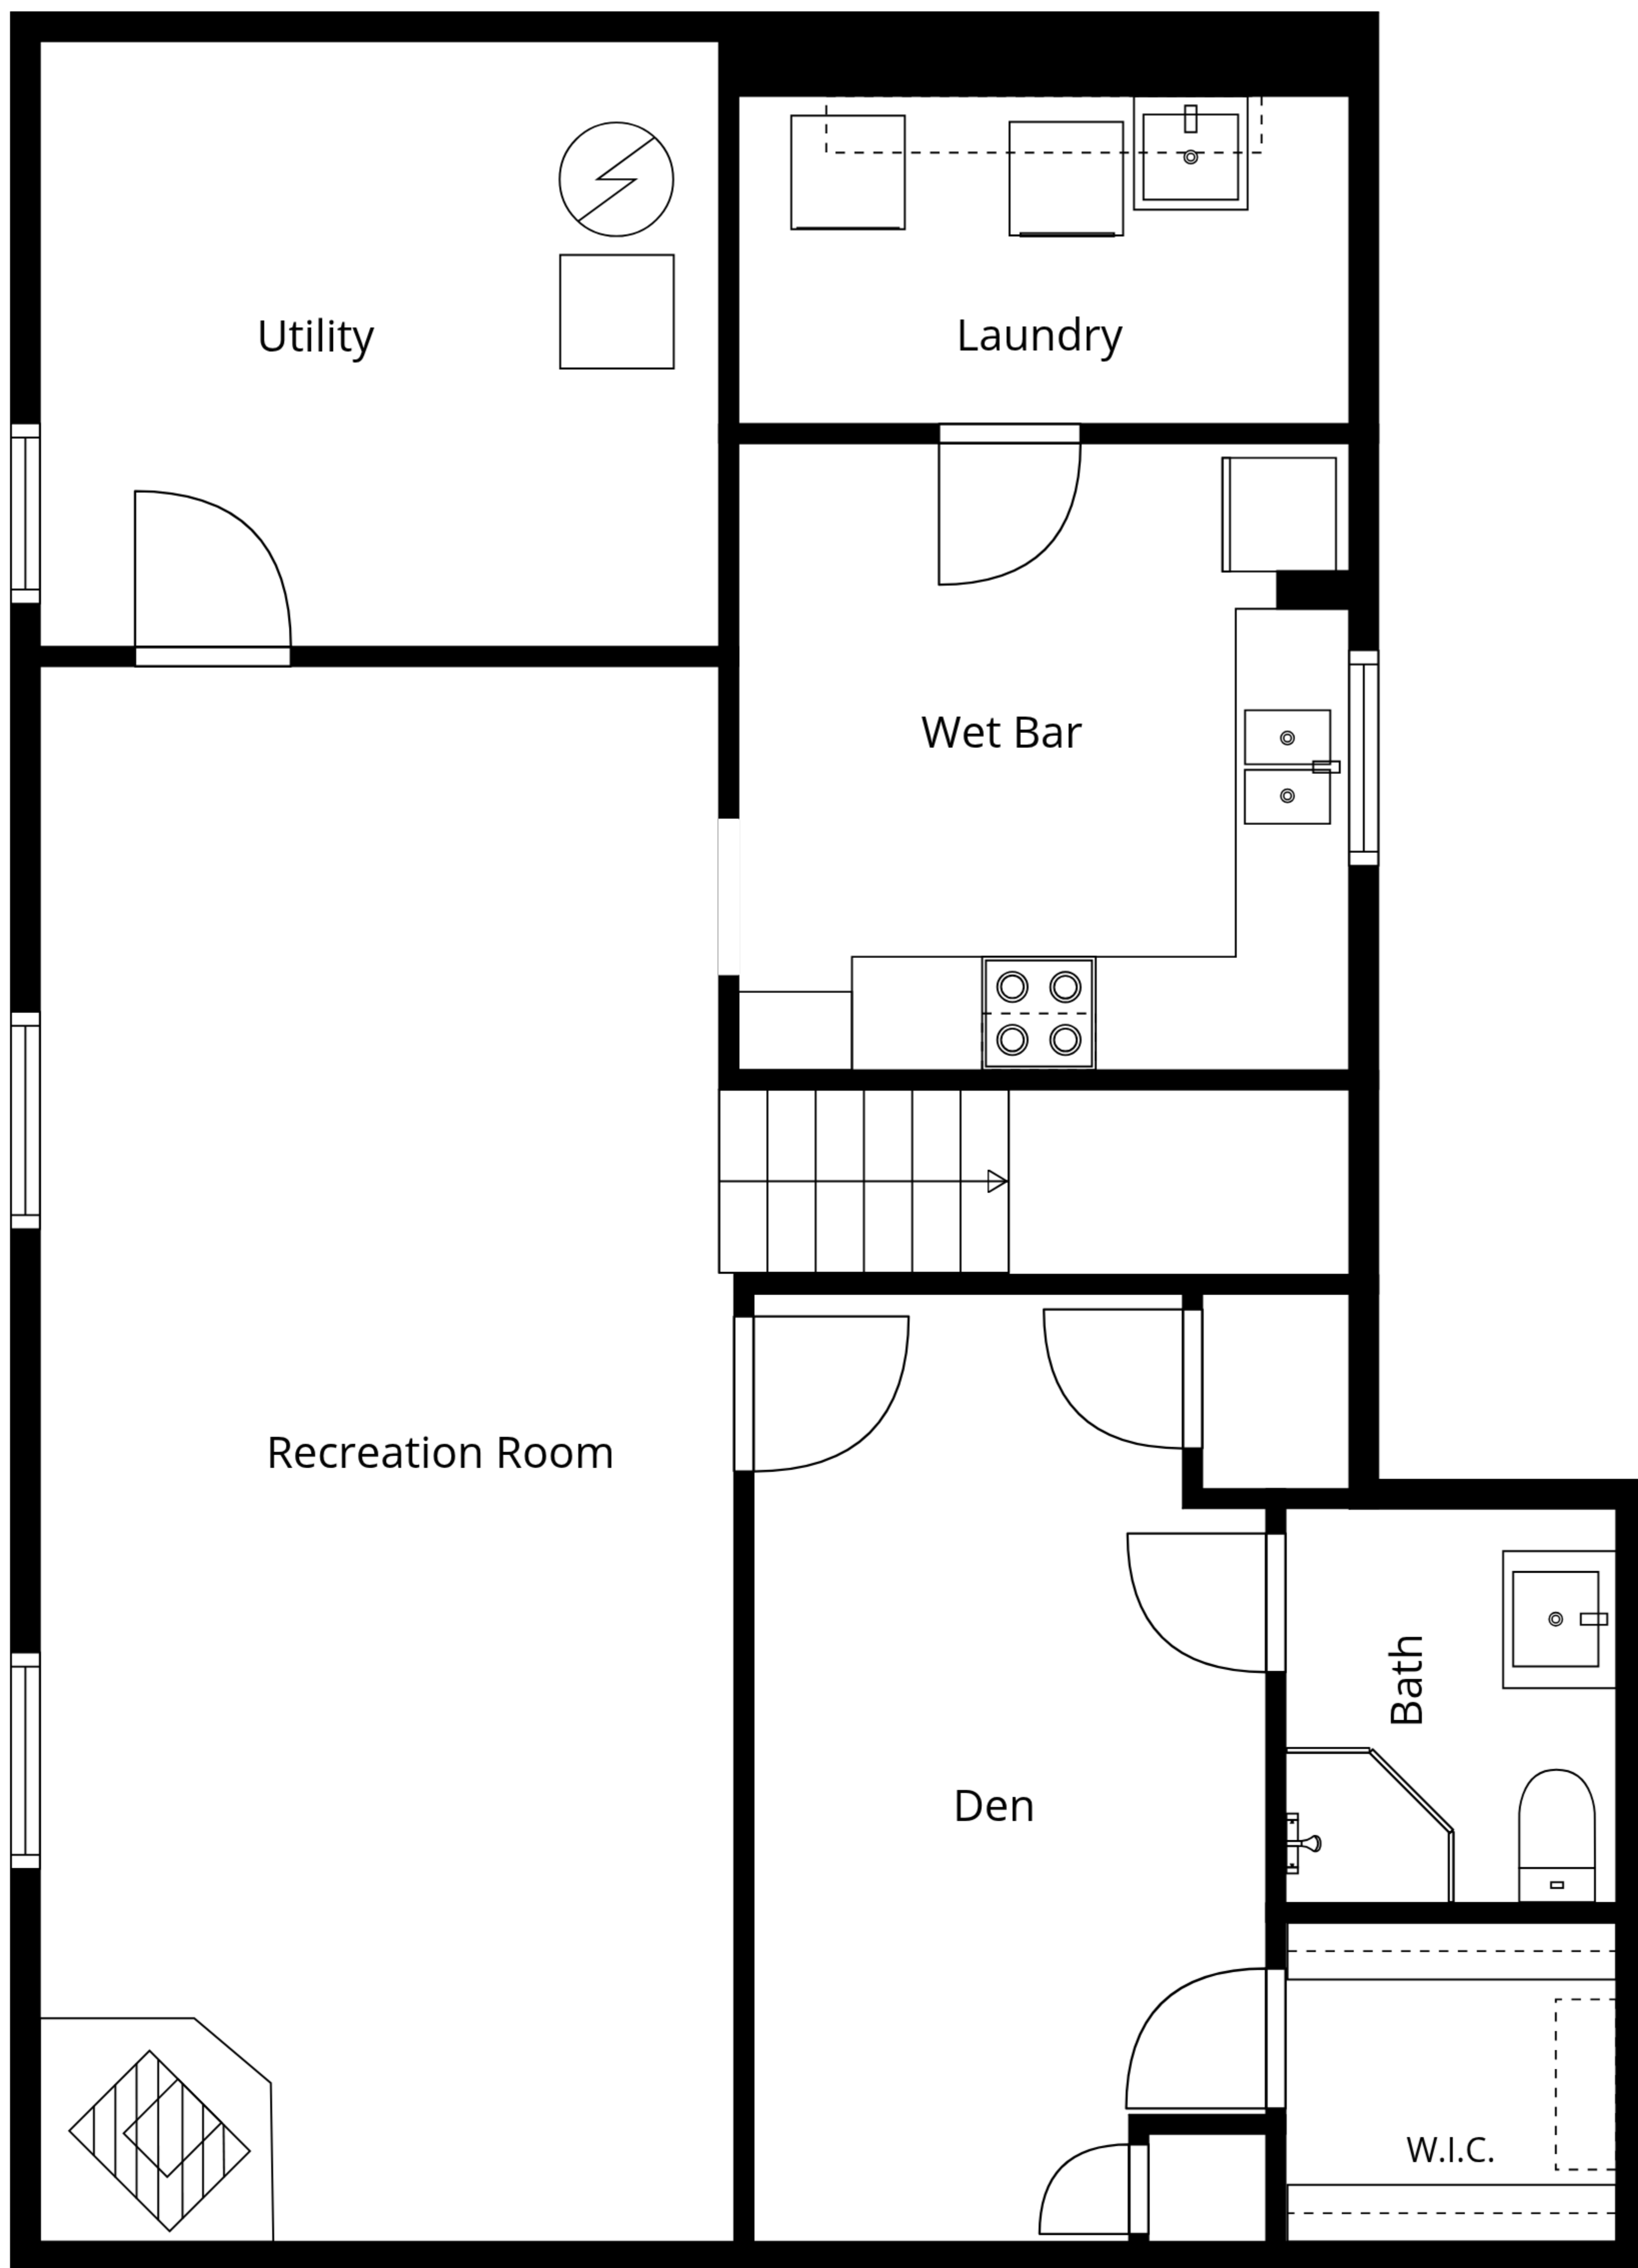 Utility
Laundry
Wet Bar
Recreation Room
Bath
Den
W.I.C.